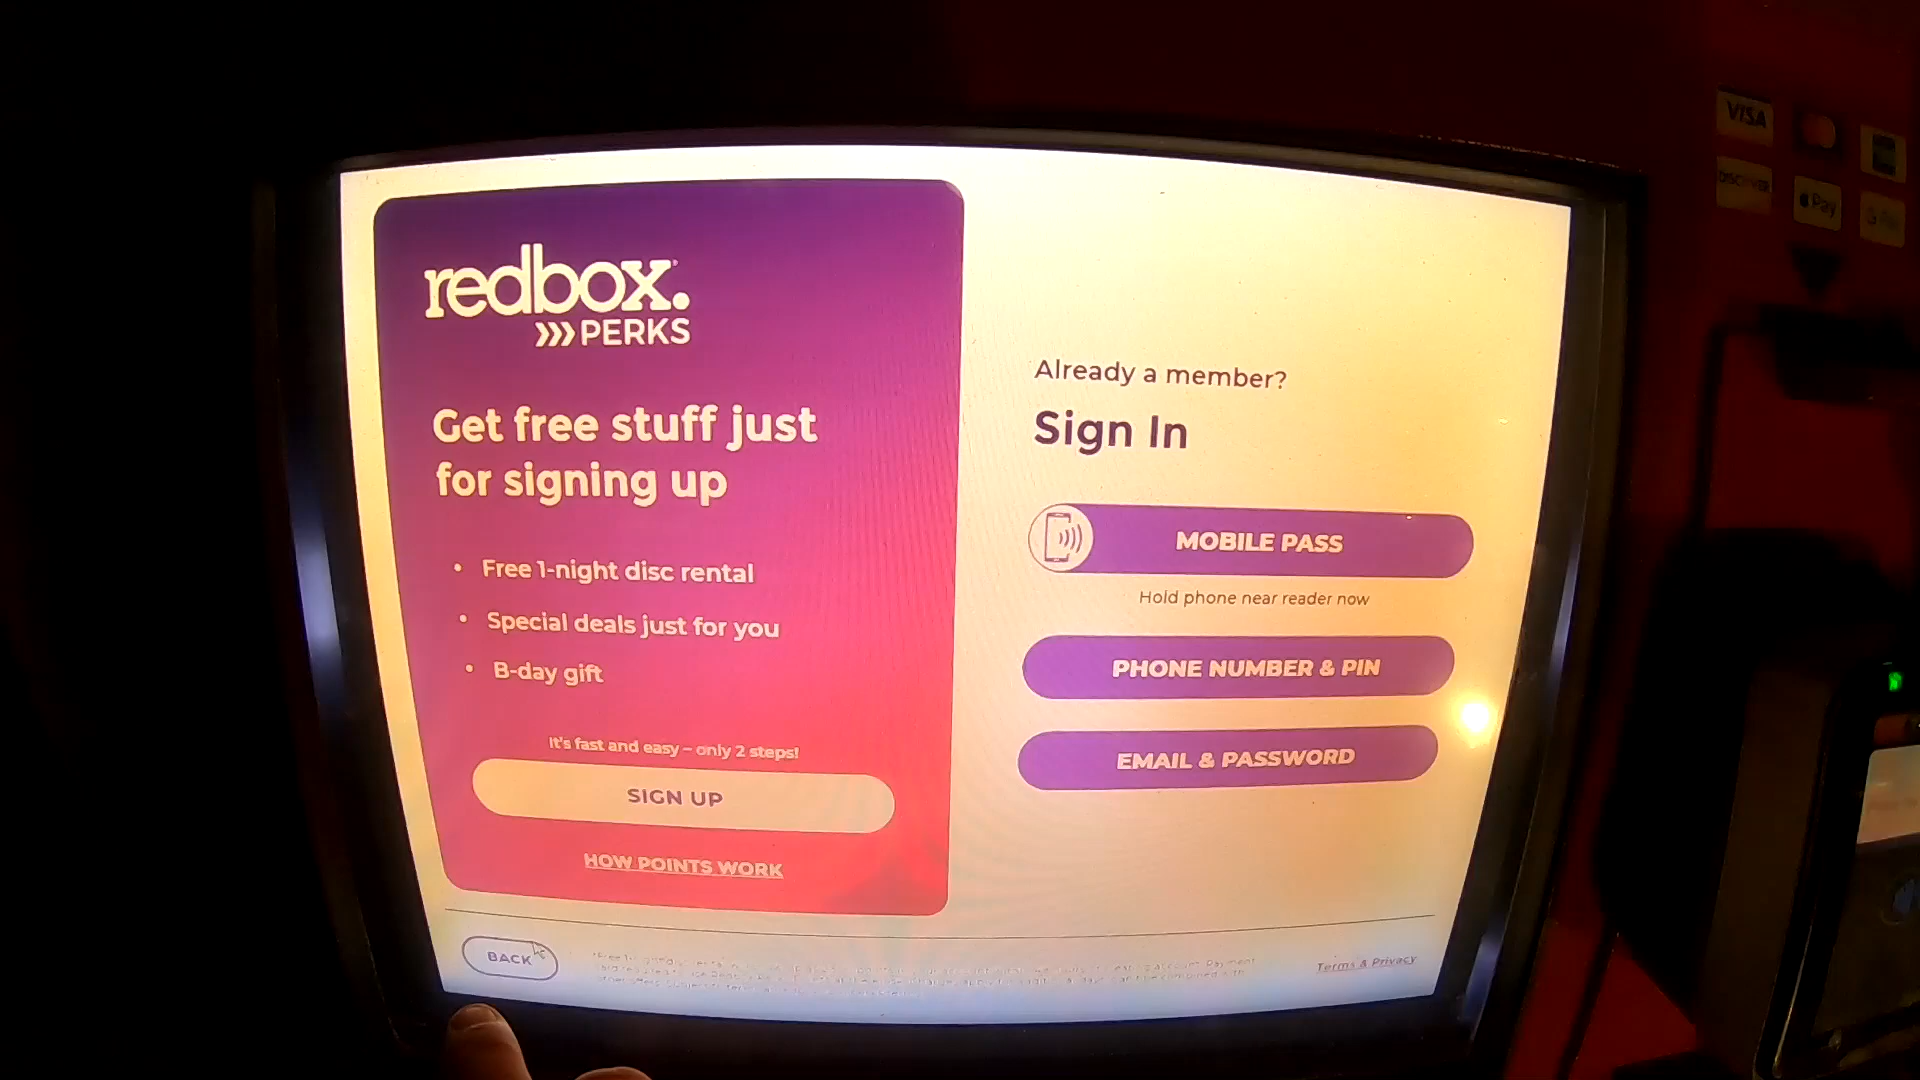 redbox.
PERKS
Get free stuff just
for signing up
• Free 1-night disc rental
• Special deals just for you
• B-day gift
It's fast and easy – only 2 steps!
SIGN UP
HOW POINTS WORK
Already a member?
Sign In
MOBILE PASS
Hold phone near reader now
PHONE NUMBER & PIN
EMAIL & PASSWORD
BACK
Terms & Privacy
VISA
DISCOVER
Pay